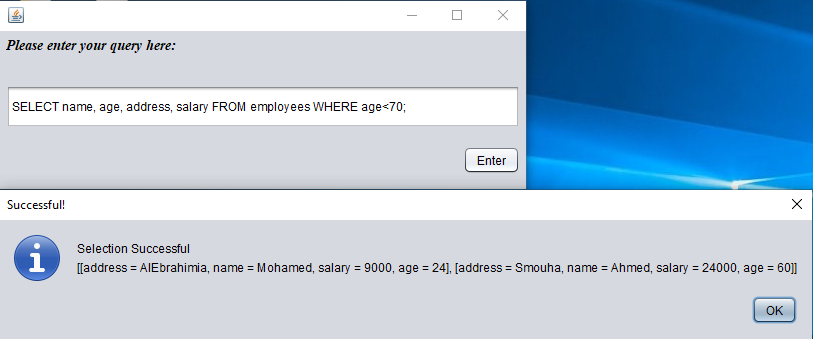 Please enter your query here:
SELECT name, age, address, salary FROM employees WHERE age<70;
Enter
Successful!
Selection Successful
[[address = AlEbrahimia, name = Mohamed, salary = 9000, age = 24], [address = Smouha, name = Ahmed, salary = 24000, age = 60]]
OK